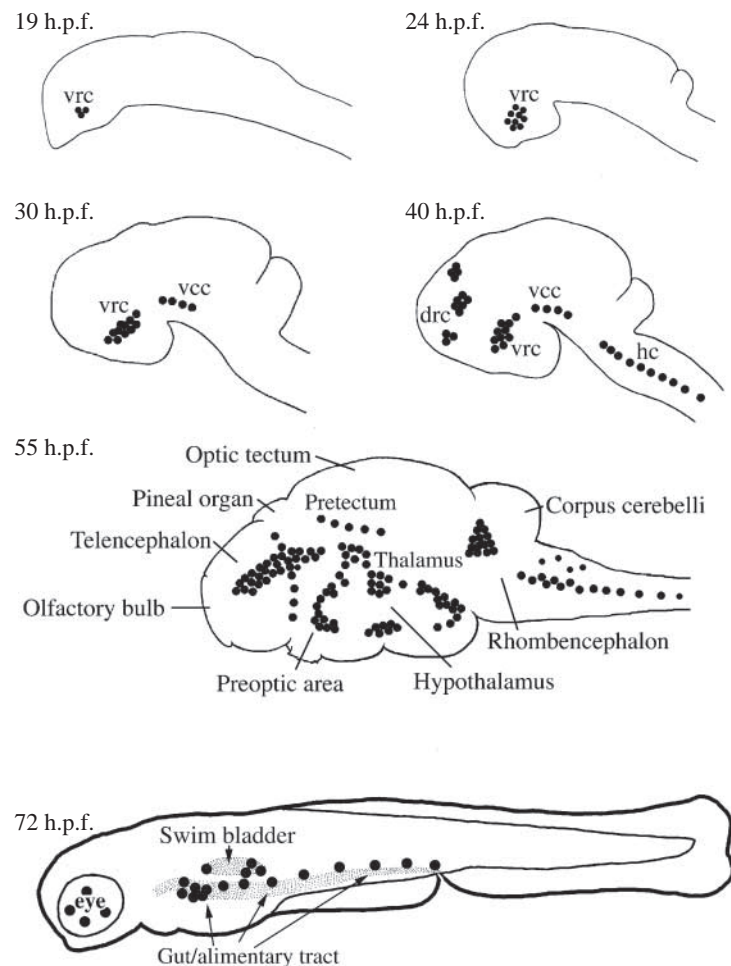 19 h.p.f.
24 h.p.f.
vrc
vrc
30 h.p.f.
40 h.p.f.
vrc
vcc
drc
vcc
vrc
hc
55 h.p.f.
Optic tectum
Pineal organ
Pretectum
Corpus cerebelli
Telencephalon
Thalamus
Olfactory bulb
Rhombencephalon
Preoptic area
Hypothalamus
72 h.p.f.
Swim bladder
eye
Gut/alimentary tract